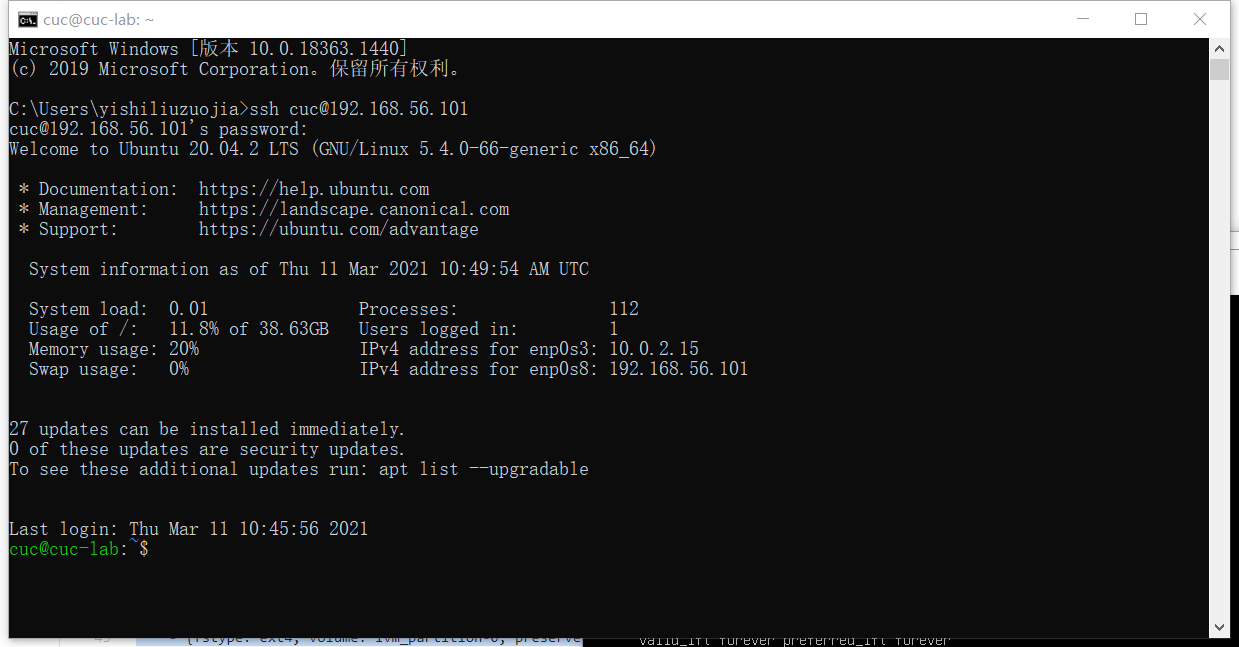 cuc@cuc-lab: ~
Microsoft Windows [版本 10.0.18363.1440]
(c) 2019 Microsoft Corporation。保留所有权利。
C:\Users\yishiliuzuojia>ssh cuc@192.168.56.101
cuc@192.168.56.101's password:
Welcome to Ubuntu 20.04.2 LTS (GNU/Linux 5.4.0-66-generic x86_64)
* Documentation: https://help.ubuntu.com
* Management: https://landscape.canonical.com
* Support: https://ubuntu.com/advantage
System information as of Thu 11 Mar 2021 10:49:54 AM UTC
System load: 0.01 Processes: 112
Usage of /: 11.8% of 38.63GB Users logged in: 1
Memory usage: 20% IPv4 address for enp0s3: 10.0.2.15
Swap usage: 0% IPv4 address for enp0s8: 192.168.56.101
27 updates can be installed immediately.
0 of these updates are security updates.
To see these additional updates run: apt list --upgradable
Last login: Thu Mar 11 10:45:56 2021
cuc@cuc-lab:~$
valid_lft forever preferred_lft forever